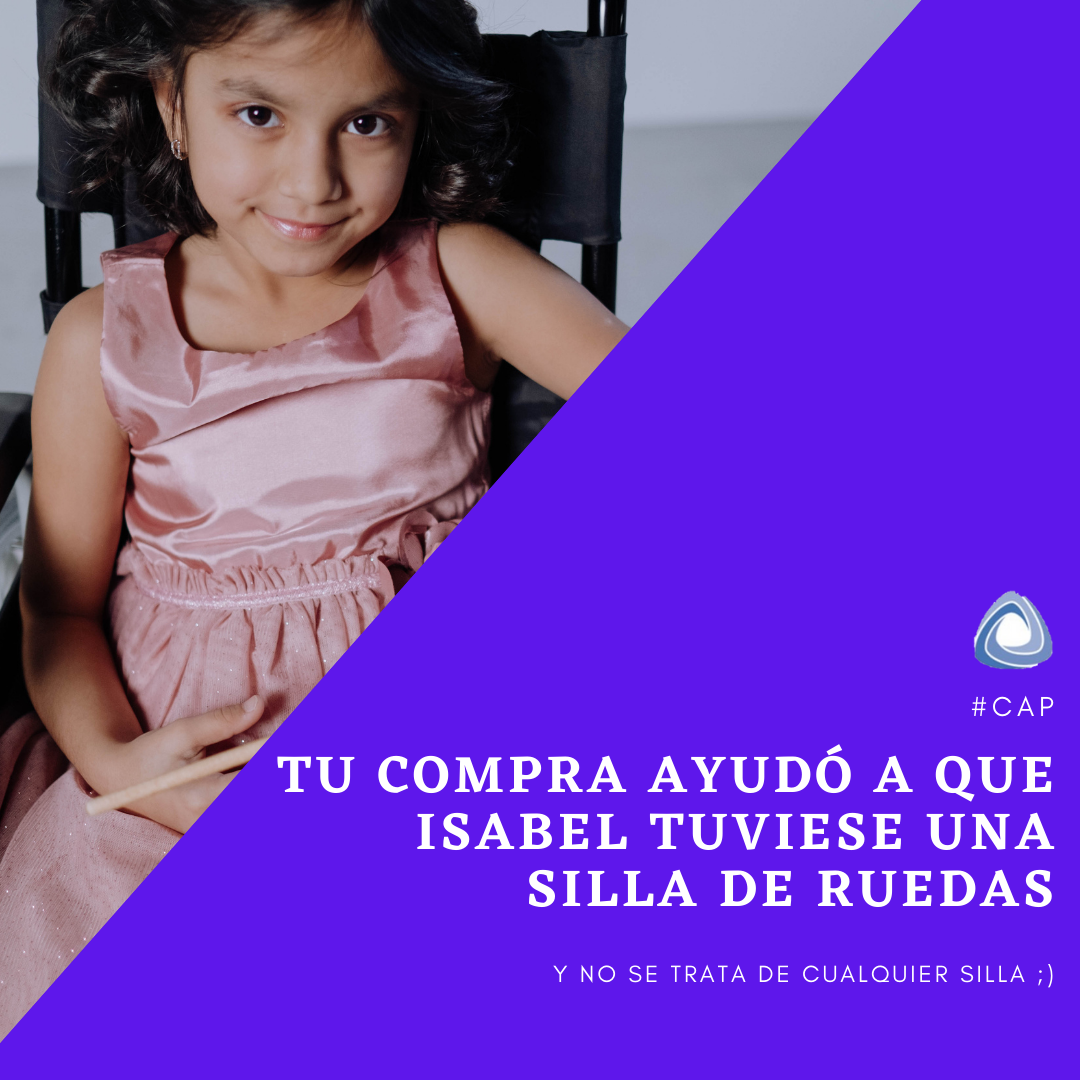 #CAP
TU COMPRA AYUDÓ A QUE
ISABEL TUVIESE UNA
SILLA DE RUEDAS
Y NO SE TRATA DE CUALQUIER SILLA ;)